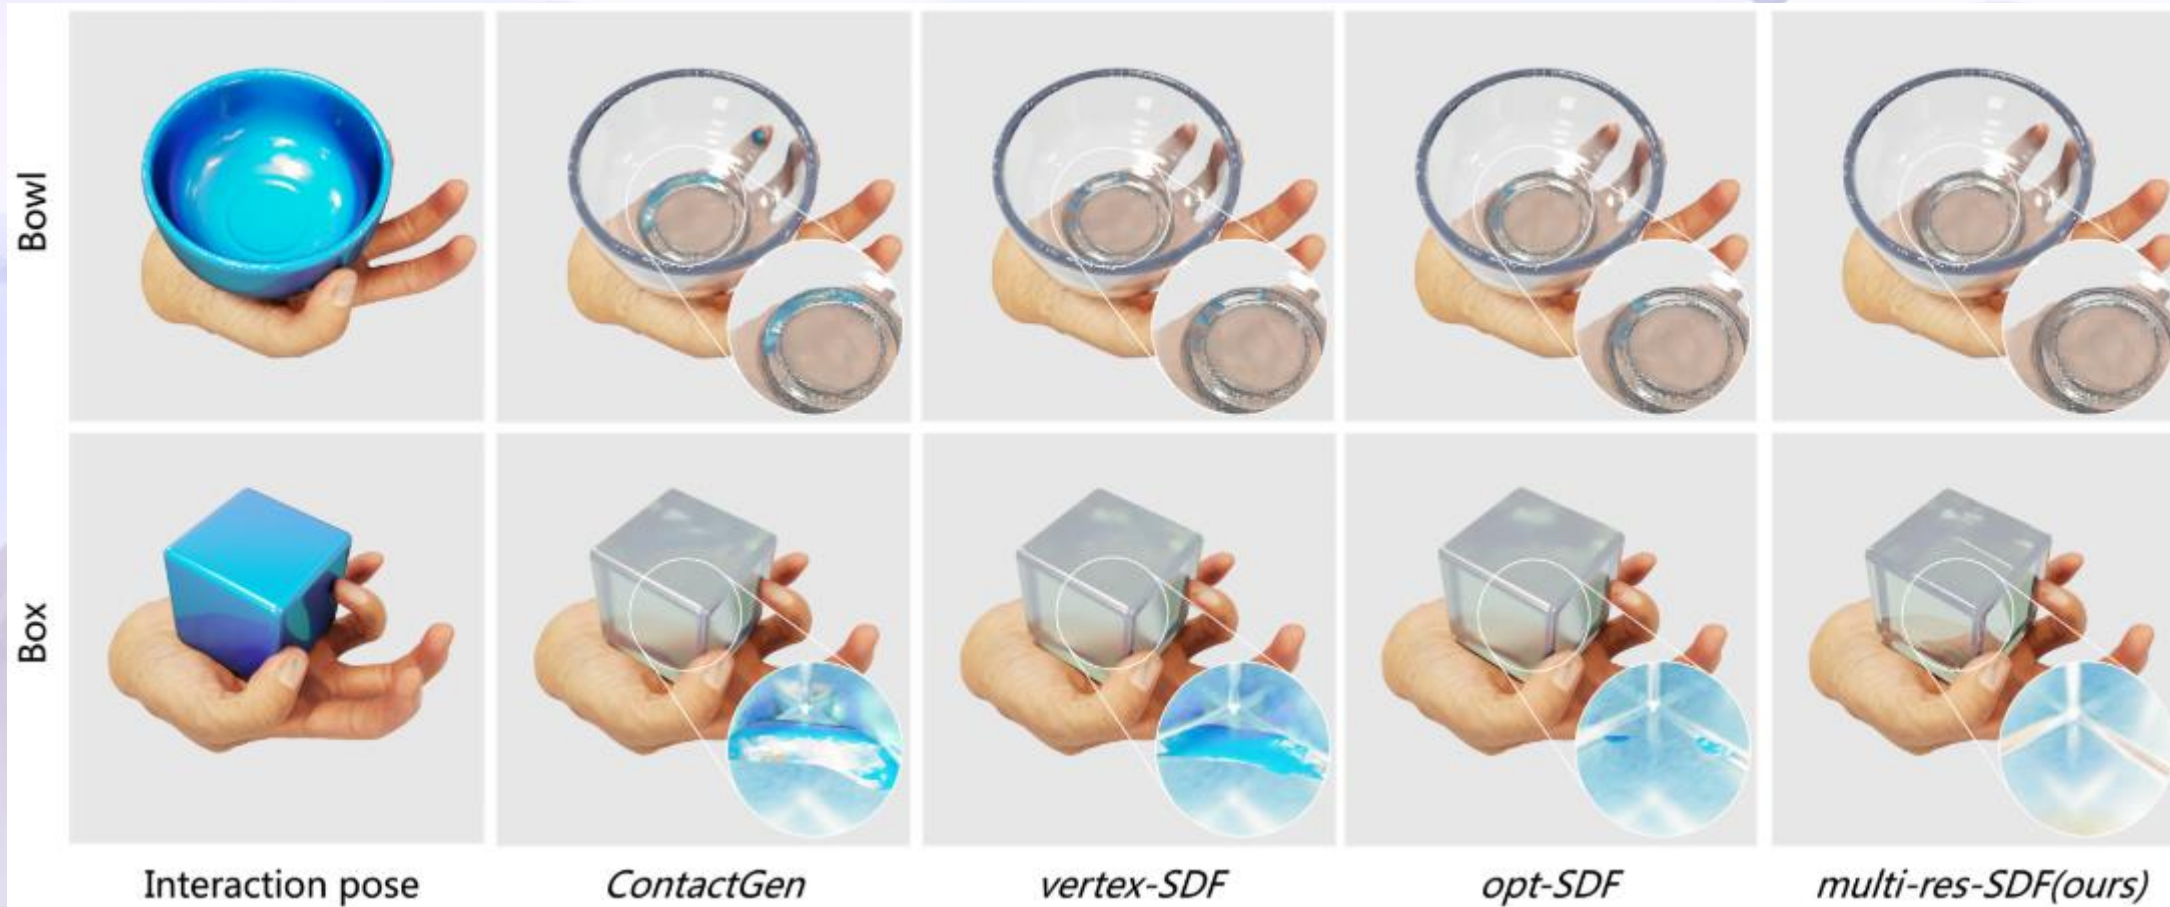 Bowl
Box
Interaction pose
ContactGen
vertex-SDF
opt-SDF
multi-res-SDF(ours)